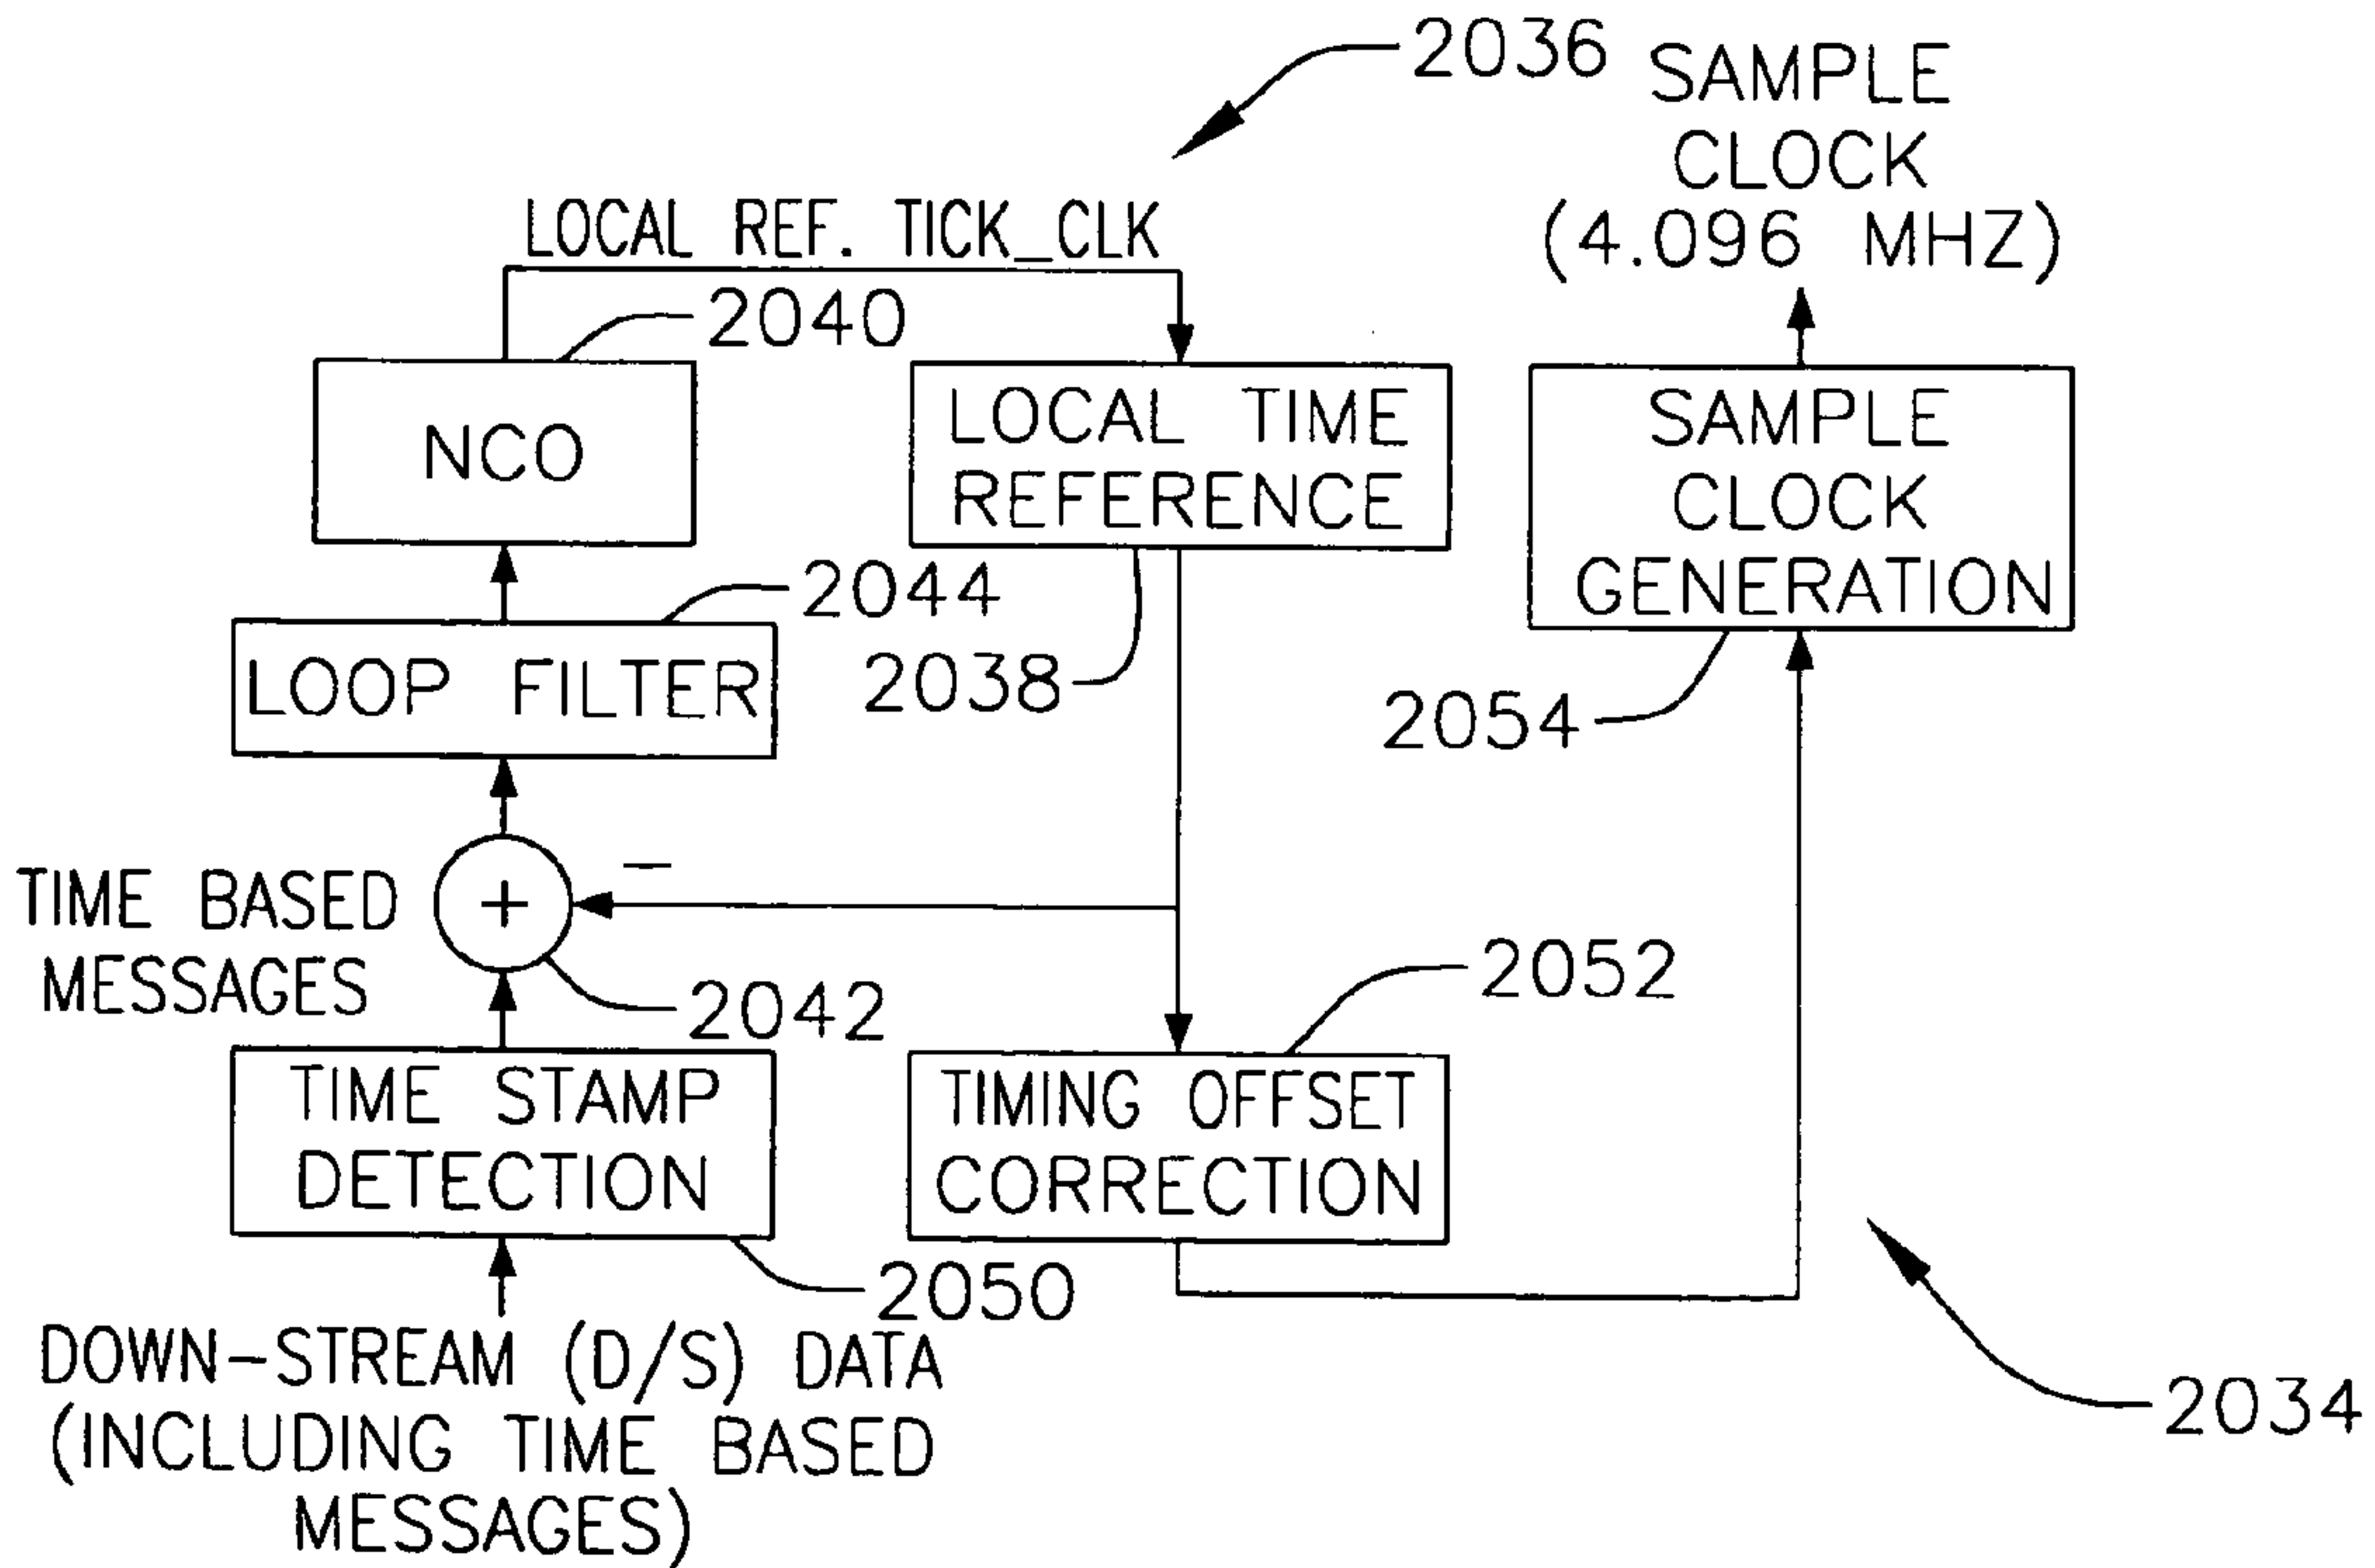 2036
SAMPLE
CLOCK
(4.096 MHZ)
LOCAL REF. TICK_CLK
2040
NCO
LOCAL TIME
REFERENCE
SAMPLE
CLOCK
GENERATION
2044
LOOP FILTER
2038
2054
–
TIME BASED
MESSAGES
+
2042
2052
TIME STAMP
DETECTION
TIMING OFFSET
CORRECTION
2050
DOWN–STREAM (D/S) DATA
(INCLUDING TIME BASED
MESSAGES)
2034